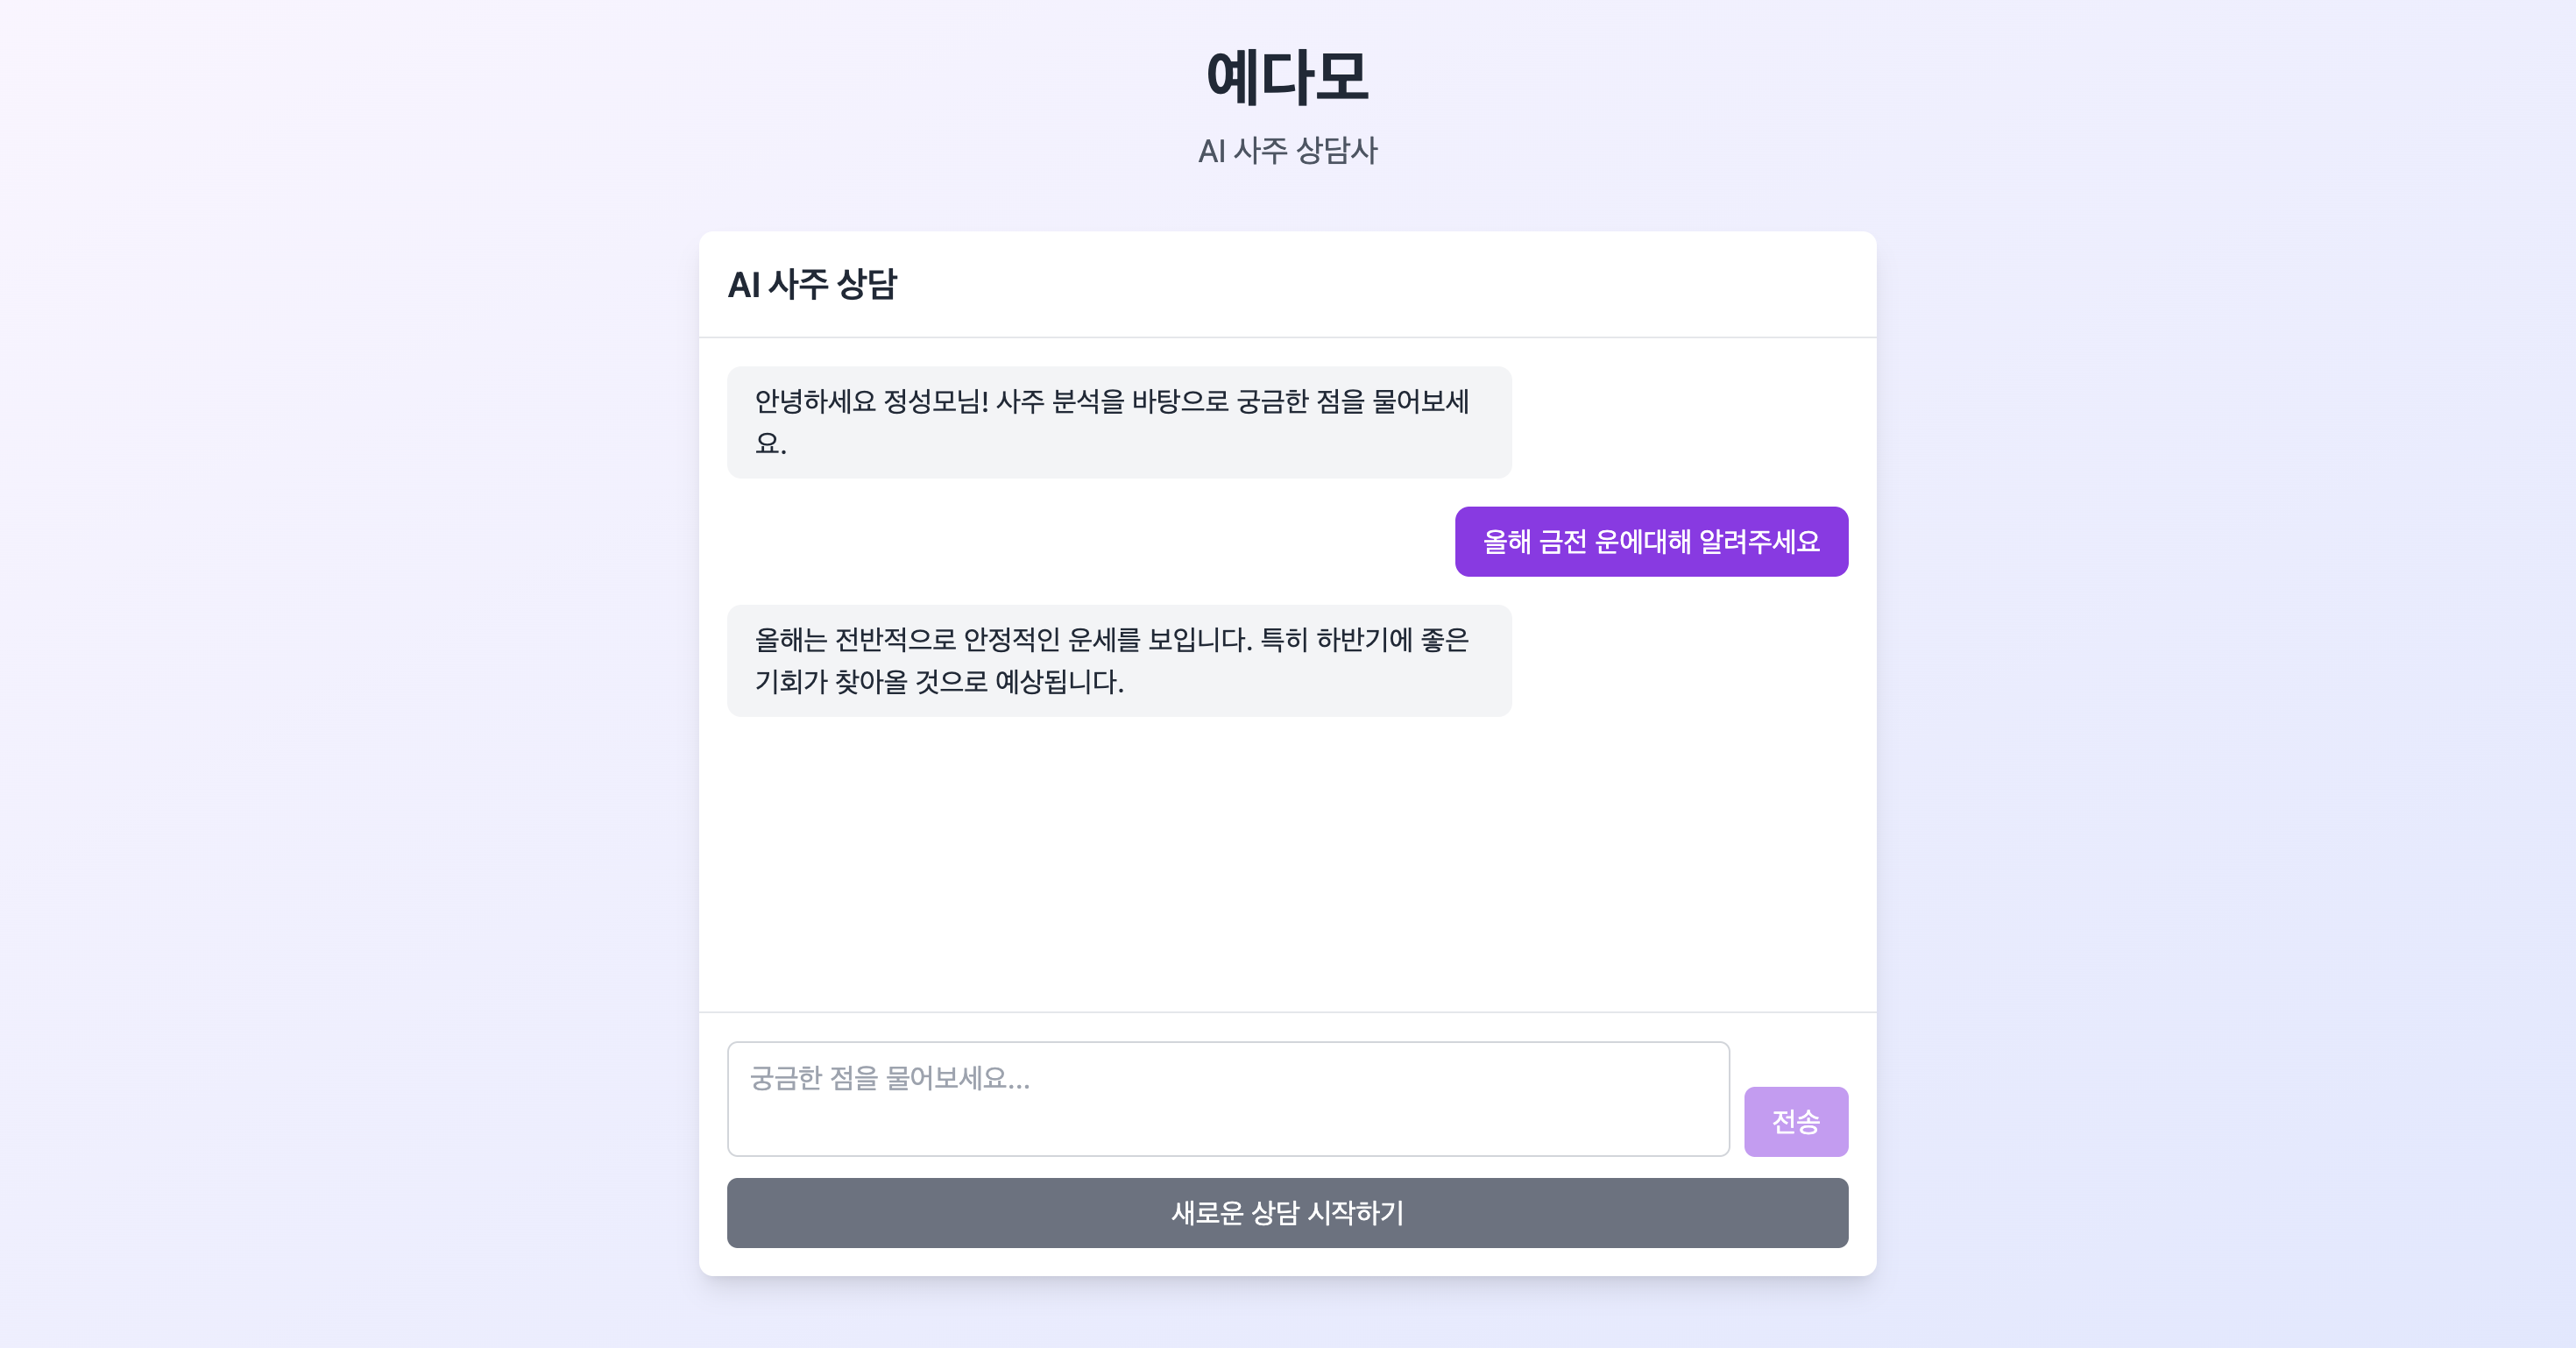 예다모
AI 사주 상담사
AI 사주 상담
안녕하세요 정성모님! 사주 분석을 바탕으로 궁금한 점을 물어보세
요.
올해 금전 운에대해 알려주세요
올해는 전반적으로 안정적인 운세를 보입니다. 특히 하반기에 좋은
기회가 찾아올 것으로 예상됩니다.
궁금한 점을 물어보세요...
전송
새로운 상담 시작하기